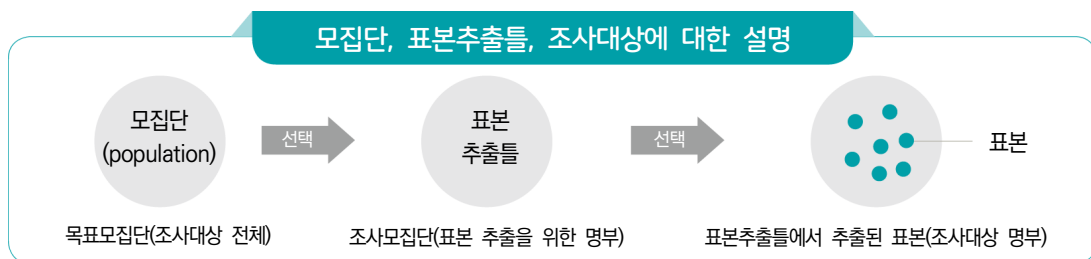 모집단, 표본추출틀, 조사대상에 대한 설명
모집단
(population)
선택
표본
추출틀
선택
표본
목표모집단(조사대상 전체)
조사모집단(표본 추출을 위한 명부)
표본추출틀에서 추출된 표본(조사대상 명부)